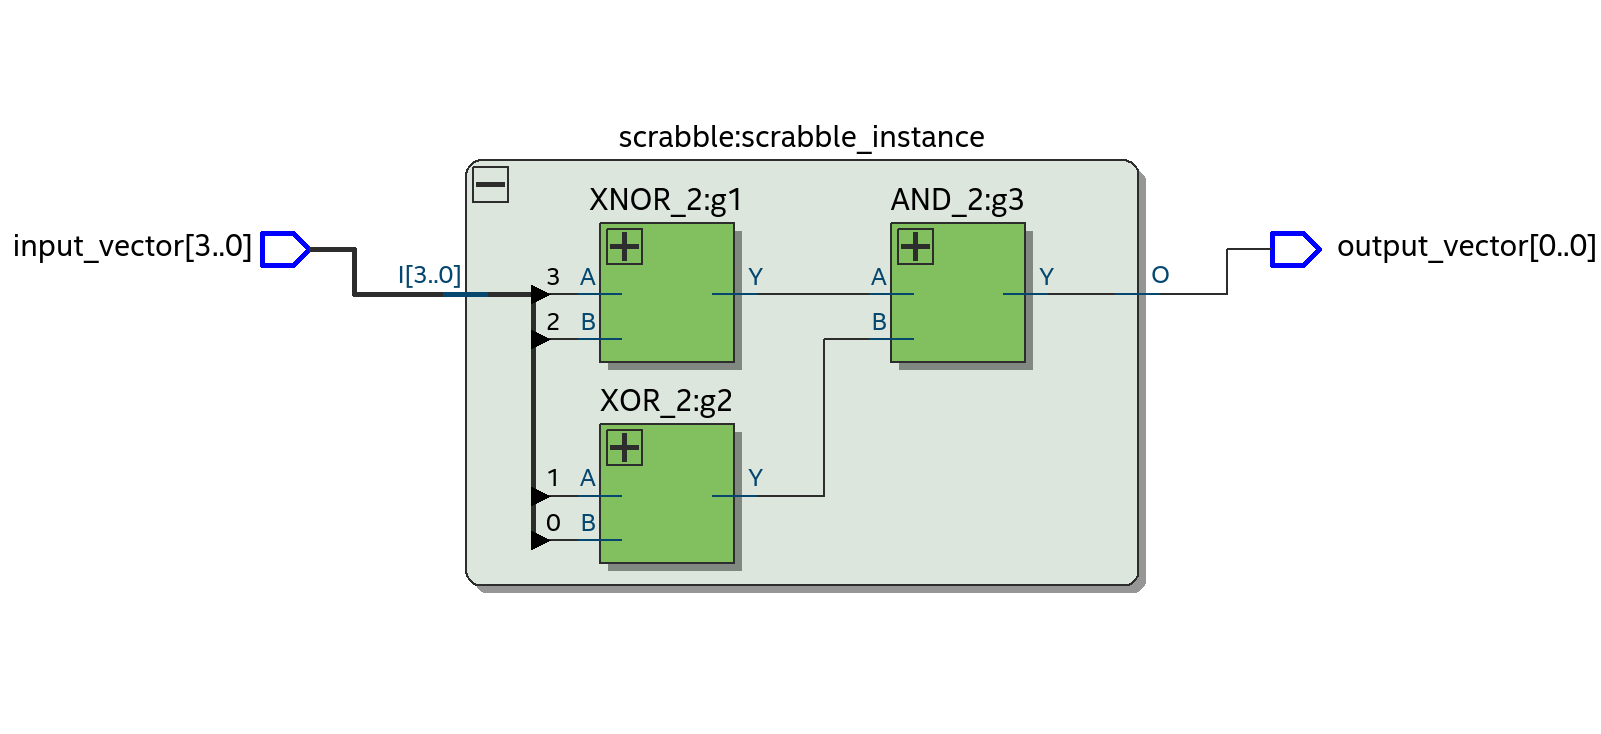 scrabble:scrabble_instance
XNOR_2:g1
AND_2:g3
input_vector[3..0]
output_vector[0..0]
I[3..0]
3 A Y A Y O
2 B B
XOR_2:g2
1 A Y
0 B